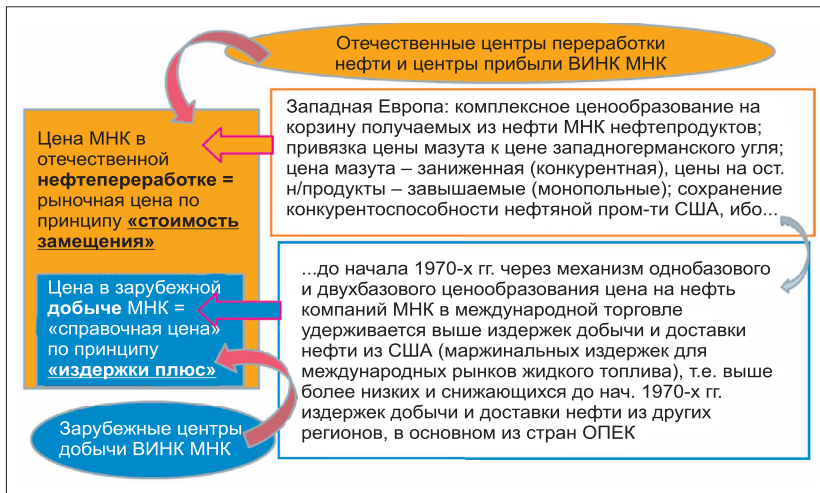 Отечественные центры переработки
нефти и центры прибыли ВИНК МНК
Цена МНК в
отечественной
нефтепереработке =
рыночная цена по
принципу «стоимость
замещения»
Западная Европа: комплексное ценообразование на
корзину получаемых из нефти МНК нефтепродуктов;
привязка цены мазута к цене западногерманского угля;
цена мазута – заниженная (конкурентная), цены на ост.
н/продукты – завышаемые (монопольные); сохранение
конкурентоспособности нефтяной пром-ти США, ибо...
Цена в зарубежной
добыче МНК =
«справочная цена»
по принципу
«издержки плюс»
...до начала 1970-х гг. через механизм однобазового
и двухбазового ценообразования цена на нефть
компаний МНК в международной торговле
удерживается выше издержек добычи и доставки
нефти из США (маржинальных издержек для
международных рынков жидкого топлива), т.е. выше
более низких и снижающихся до нач. 1970-х гг.
издержек добычи и доставки нефти из других
регионов, в основном из стран ОПЕК
Зарубежные центры
добычи ВИНК МНК